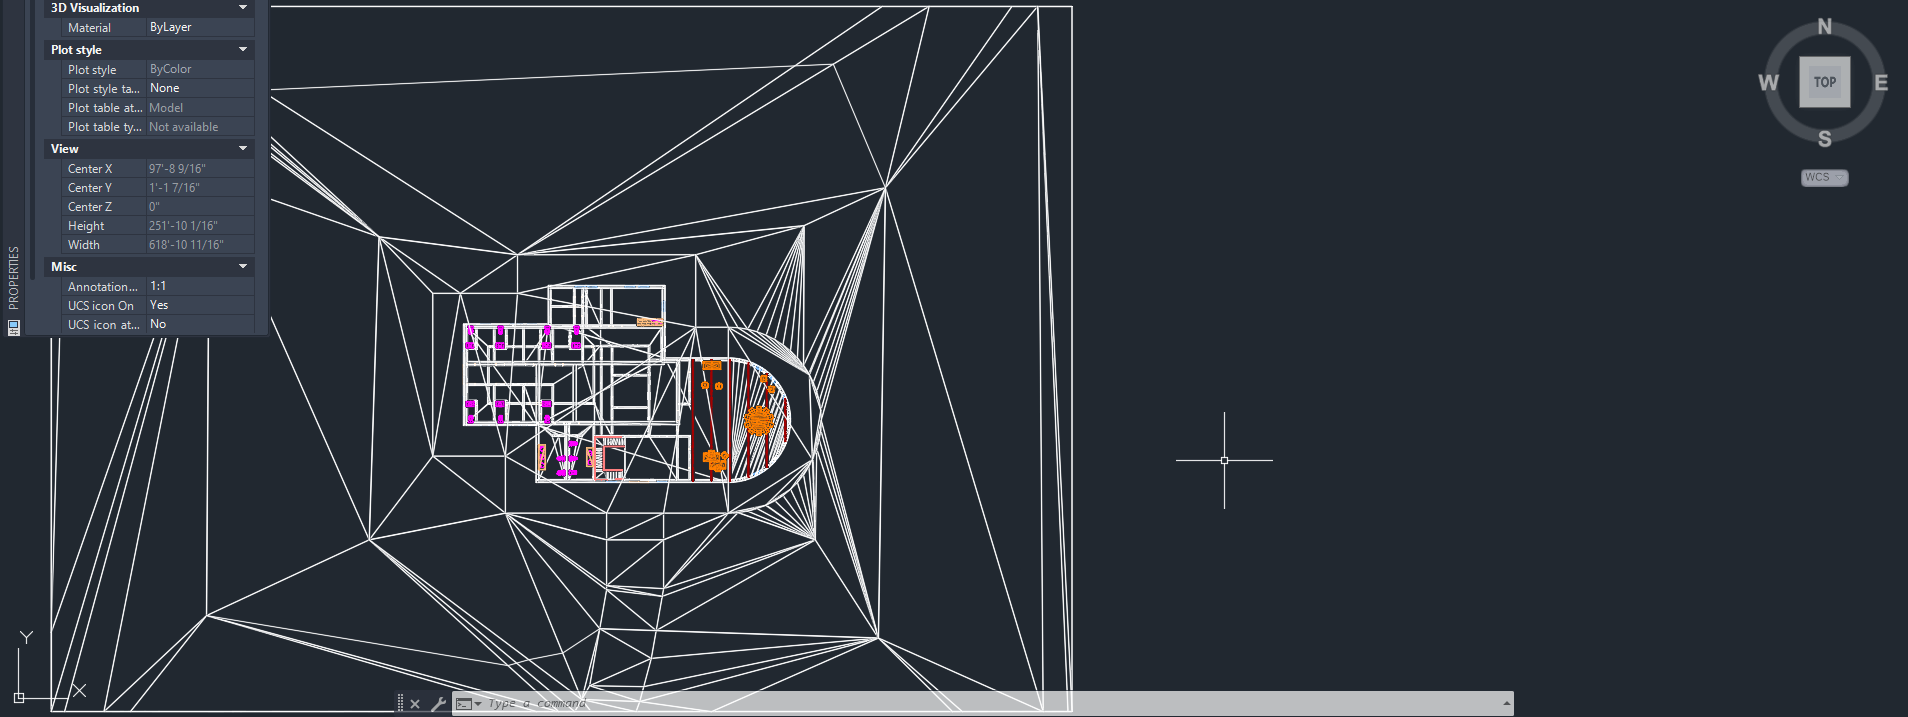 3D Visualization
Material ByLayer
Plot style
Plot style ByColor
Plot style ta... None
Plot table at... Model
Plot table ty... Not available
View
Center X 97'-8 9/16"
Center Y 1'-1 7/16"
Center Z 0"
Height 251'-10 1/16"
Width 618'-10 11/16"
Misc
Annotation... 1:1
UCS icon On Yes
UCS icon at... No
PROPERTIES
N
W TOP E
S
WCS
Y
X
Type a command